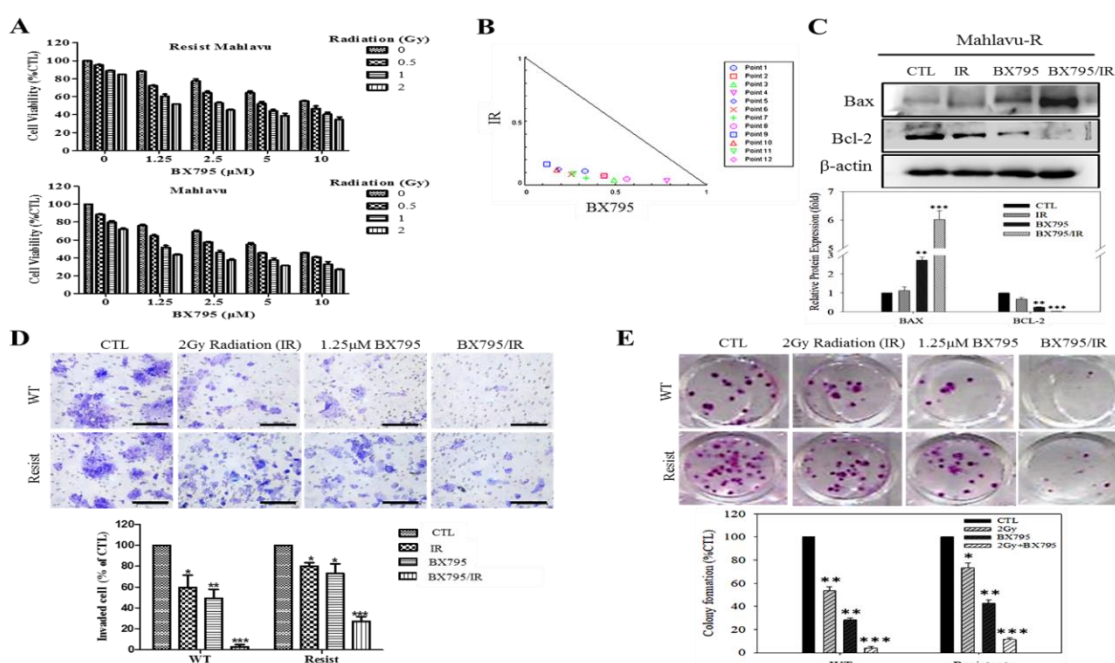 A
Resist Mahlavu
Radiation (Gy)
0
0.5
1
2
Cell Viability (%CTL)
120
100
80
60
40
20
0
0 1.25 2.5 5 10
BX795 (µM)
Mahlavu
Radiation (Gy)
0
0.5
1
2
Cell Viability (%CTL)
120
100
80
60
40
20
0
0 1.25 2.5 5 10
BX795 (µM)
B
IR
1
0.5
0
0 0.5 1
BX795
Point 1
Point 2
Point 3
Point 4
Point 5
Point 6
Point 7
Point 8
Point 9
Point 10
Point 11
Point 12
C
Mahlavu-R
CTL IR BX795 BX795/IR
Bax
Bcl-2
β-actin
Relative Protein Expression (fold)
7
6
5
3
2
1
0
CTL
IR
BX795
BX795/IR
** *** ** ***
BAX BCL-2
D
CTL 2Gy Radiation (IR) 1.25µM BX795 BX795/IR
WT
Resist
Invaded cell (% of CTL)
120
100
80
60
40
20
0
CTL
IR
BX795
BX795/IR
* ** *** * * ***
WT Resist
E
CTL 2Gy Radiation (IR) 1.25µM BX795 BX795/IR
WT
Resist
Colony formation (%CTL)
120
100
80
60
40
20
0
CTL
2Gy
BX795
2Gy+BX795
** ** *** * ** ***